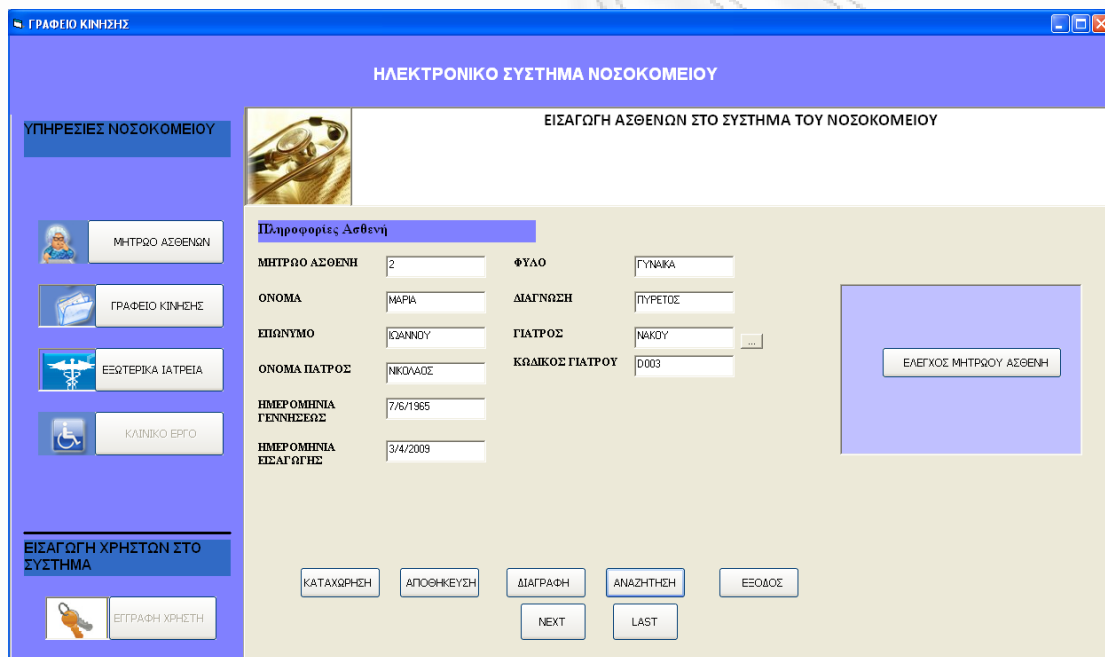 ΓΡΑΦΕΙΟ ΚΙΝΗΣΗΣ
ΗΛΕΚΤΡΟΝΙΚΟ ΣΥΣΤΗΜΑ ΝΟΣΟΚΟΜΕΙΟΥ
ΥΠΗΡΕΣΙΕΣ ΝΟΣΟΚΟΜΕΙΟΥ
ΜΗΤΡΩΟ ΑΣΘΕΝΩΝ
ΓΡΑΦΕΙΟ ΚΙΝΗΣΗΣ
ΕΞΩΤΕΡΙΚΑ ΙΑΤΡΕΙΑ
ΚΛΙΝΙΚΟ ΕΡΓΟ
ΕΙΣΑΓΩΓΗ ΧΡΗΣΤΩΝ ΣΤΟ
ΣΥΣΤΗΜΑ
ΕΓΓΡΑΦΗ ΧΡΗΣΤΗ
ΕΙΣΑΓΩΓΗ ΑΣΘΕΝΩΝ ΣΤΟ ΣΥΣΤΗΜΑ ΤΟΥ ΝΟΣΟΚΟΜΕΙΟΥ
Πληροφορίες Ασθενή
ΜΗΤΡΩΟ ΑΣΘΕΝΗ 2 ΦΥΛΟ ΓΥΝΑΙΚΑ
ΟΝΟΜΑ ΜΑΡΙΑ ΔΙΑΓΝΩΣΗ ΠΥΡΕΤΟΣ
ΕΠΩΝΥΜΟ ΙΩΑΝΝΟΥ ΓΙΑΤΡΟΣ ΝΑΚΟΥ ...
ΟΝΟΜΑ ΠΑΤΡΟΣ ΝΙΚΟΛΑΟΣ ΚΩΔΙΚΟΣ ΓΙΑΤΡΟΥ D003
ΗΜΕΡΟΜΗΝΙΑ
ΓΕΝΝΗΣΕΩΣ 7/6/1965
ΗΜΕΡΟΜΗΝΙΑ
ΕΙΣΑΓΩΓΗΣ 3/4/2009
ΕΛΕΓΧΟΣ ΜΗΤΡΩΟΥ ΑΣΘΕΝΗ
ΚΑΤΑΧΩΡΗΣΗ ΑΠΟΘΗΚΕΥΣΗ ΔΙΑΓΡΑΦΗ ΑΝΑΖΗΤΗΣΗ ΕΞΟΔΟΣ
NEXT LAST